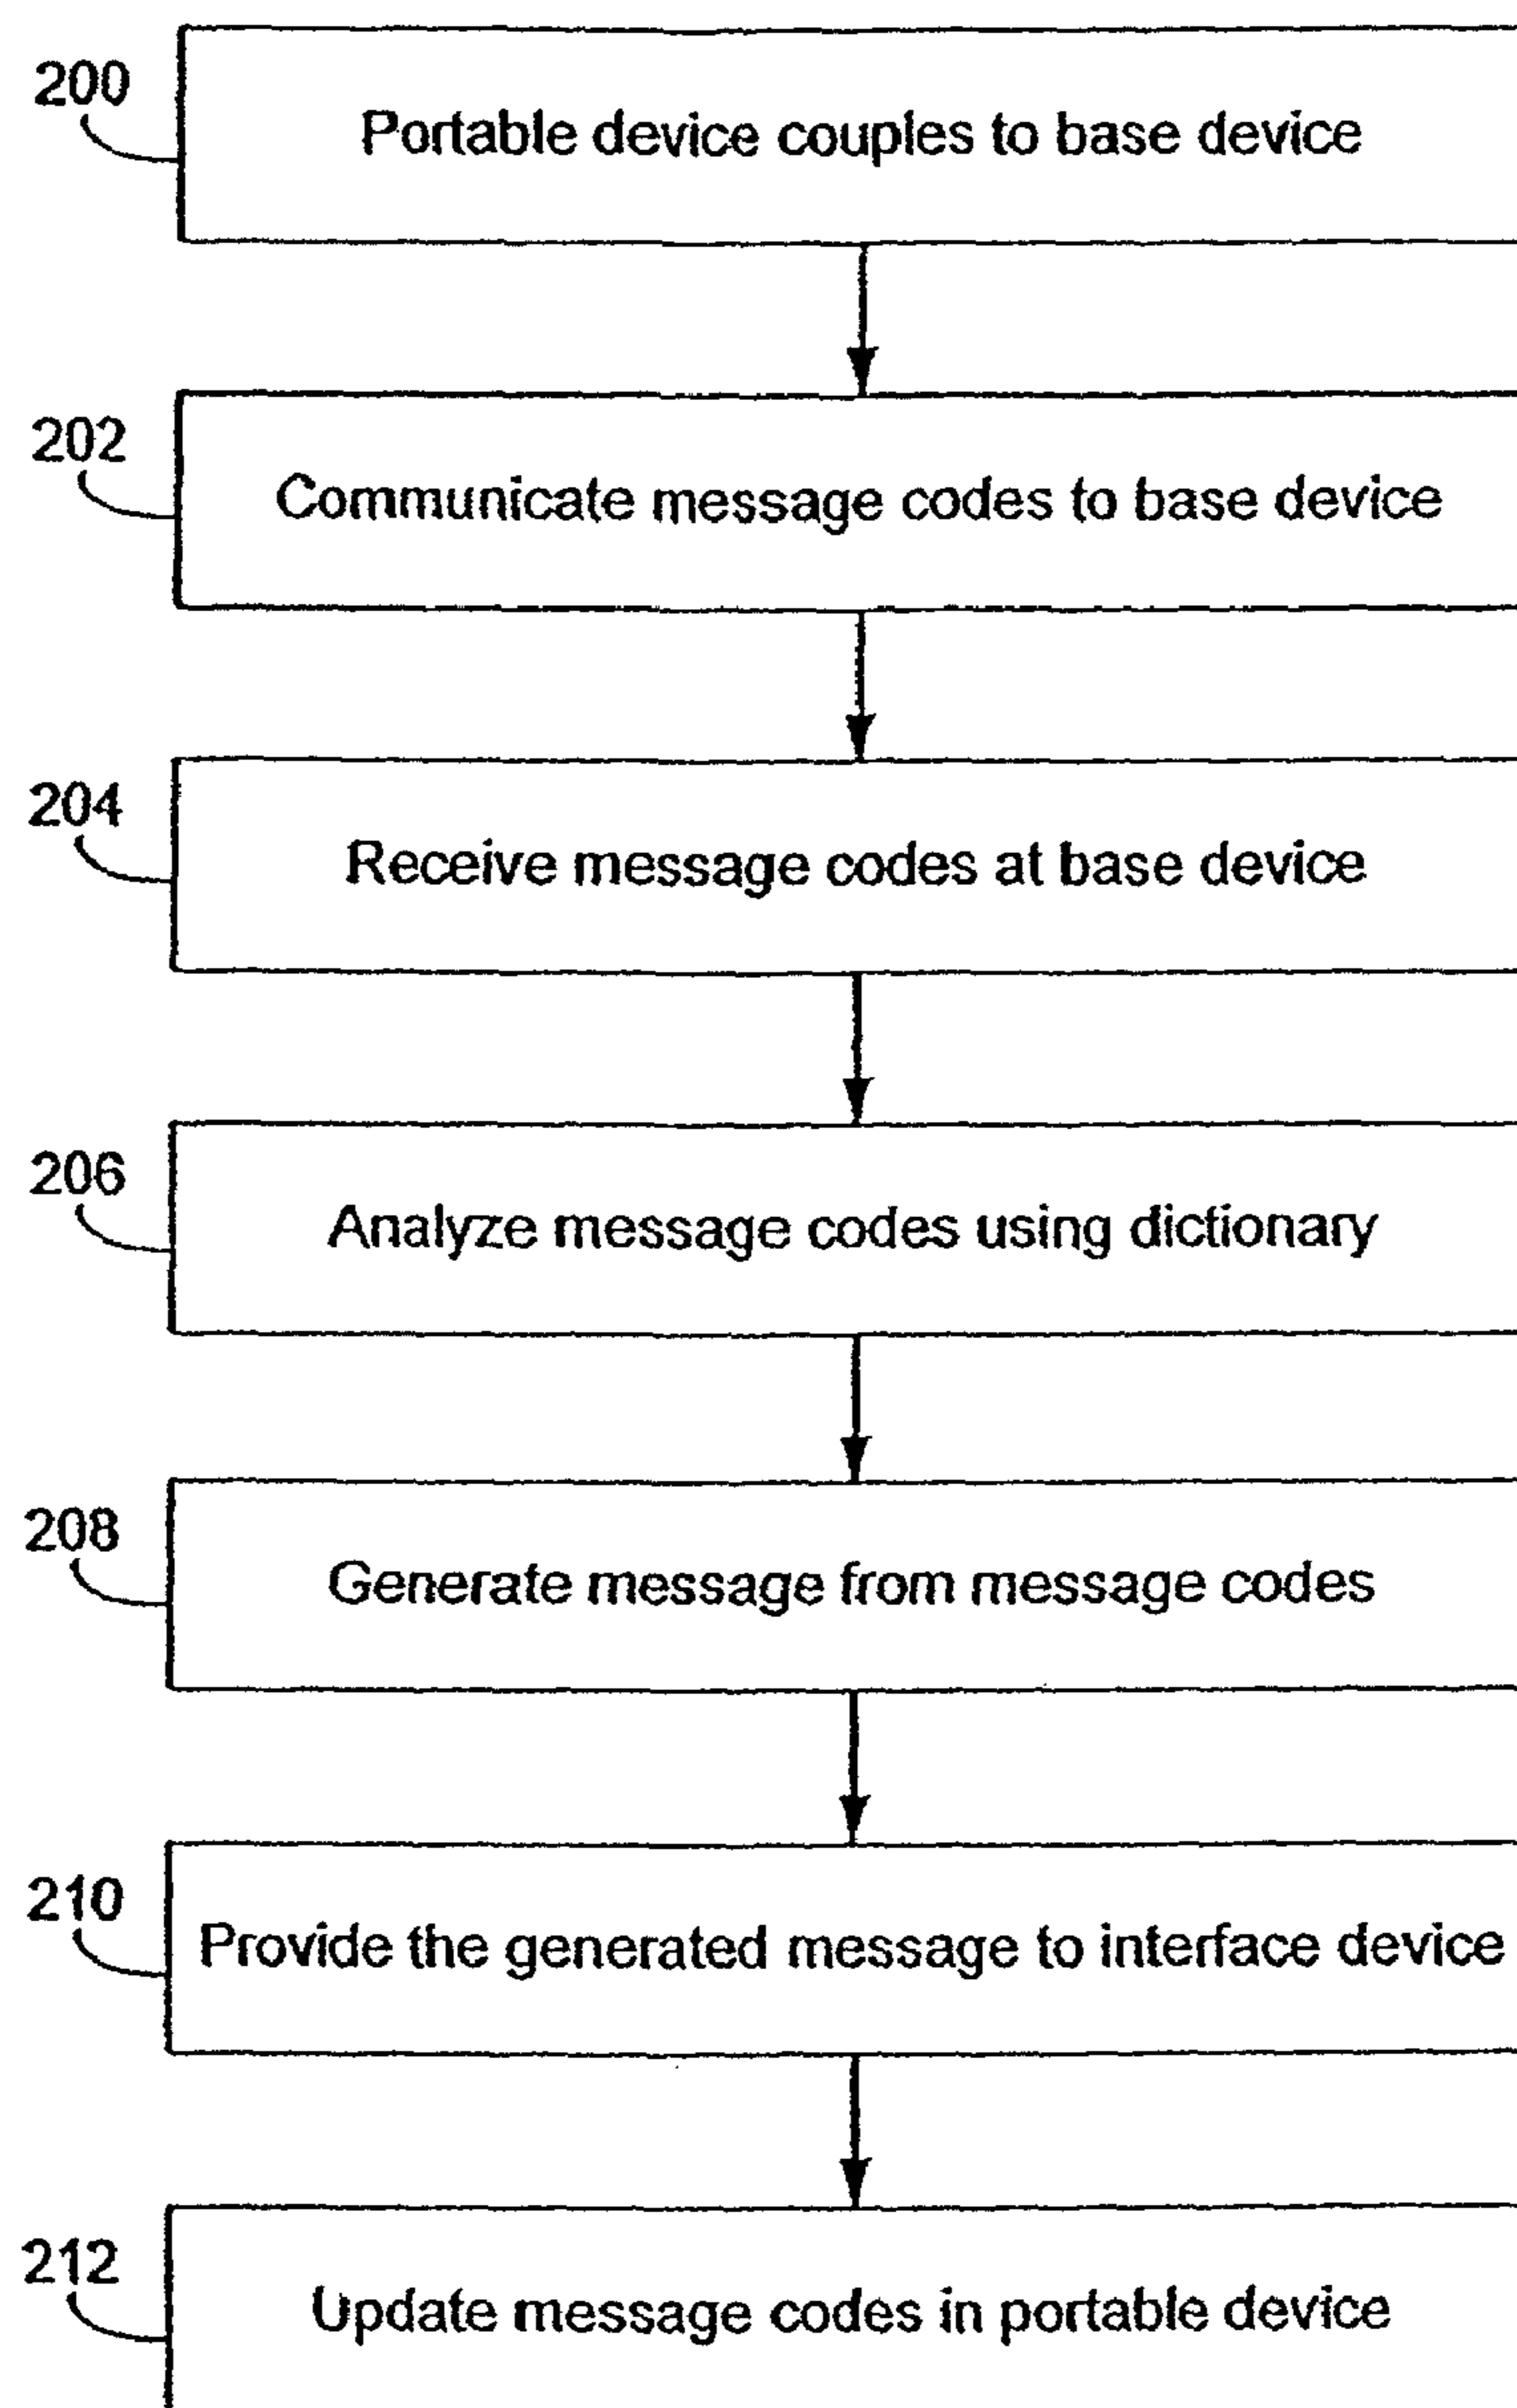 200
Portable device couples to base device
202
Communicate message codes to base device
204
Receive message codes at base device
206
Analyze message codes using dictionary
208
Generate message from message codes
210
Provide the generated message to interface device
212
Update message codes in portable device